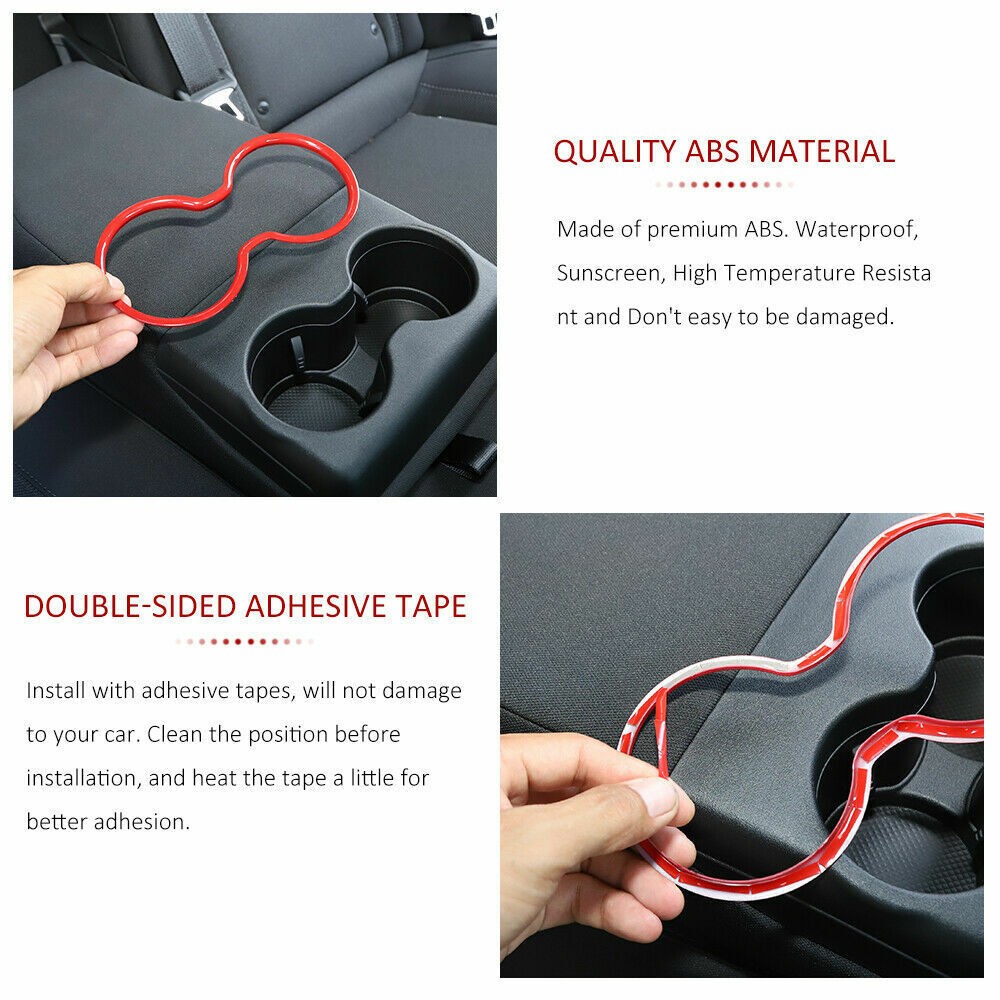 QUALITY ABS MATERIAL
Made of premium ABS. Waterproof,
Sunscreen, High Temperature Resista
nt and Don't easy to be damaged.
DOUBLE-SIDED ADHESIVE TAPE
Install with adhesive tapes, will not damage
to your car. Clean the position before
installation, and heat the tape a little for
better adhesion.